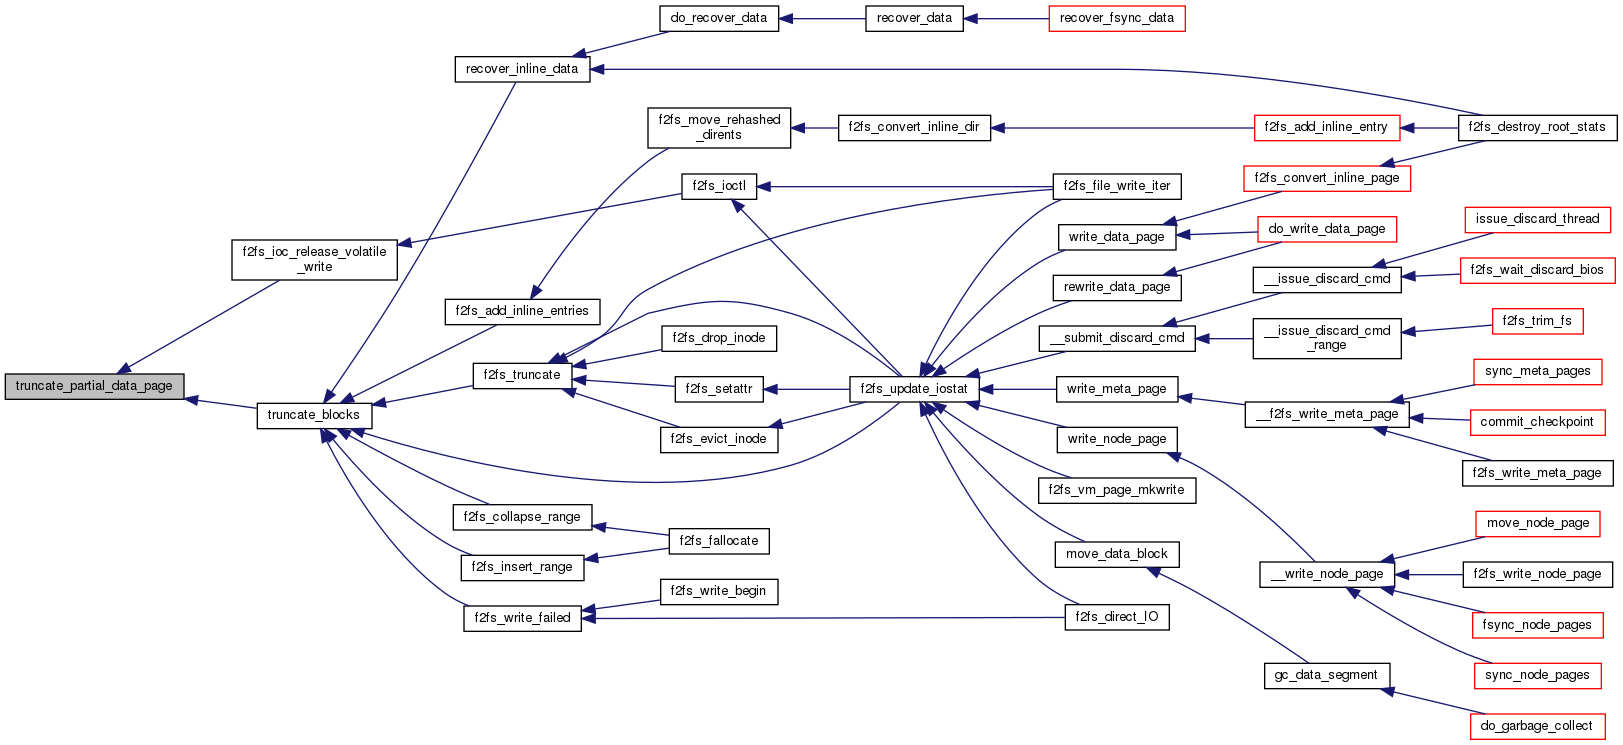 do_recover_data
recover_data
recover_fsync_data
recover_inline_data
f2fs_move_rehashed
_dirents
f2fs_convert_inline_dir
f2fs_add_inline_entry
f2fs_destroy_root_stats
f2fs_ioctl
f2fs_file_write_iter
f2fs_convert_inline_page
f2fs_ioc_release_volatile
_write
write_data_page
do_write_data_page
issue_discard_thread
f2fs_add_inline_entries
rewrite_data_page
__issue_discard_cmd
f2fs_wait_discard_bios
f2fs_drop_inode
__submit_discard_cmd
__issue_discard_cmd
_range
f2fs_trim_fs
truncate_partial_data_page
f2fs_truncate
f2fs_setattr
f2fs_update_iostat
write_meta_page
sync_meta_pages
truncate_blocks
__f2fs_write_meta_page
commit_checkpoint
f2fs_evict_inode
write_node_page
f2fs_write_meta_page
f2fs_vm_page_mkwrite
f2fs_collapse_range
f2fs_fallocate
move_node_page
f2fs_insert_range
move_data_block
__write_node_page
f2fs_write_node_page
f2fs_write_begin
f2fs_write_failed
f2fs_direct_IO
fsync_node_pages
gc_data_segment
sync_node_pages
do_garbage_collect